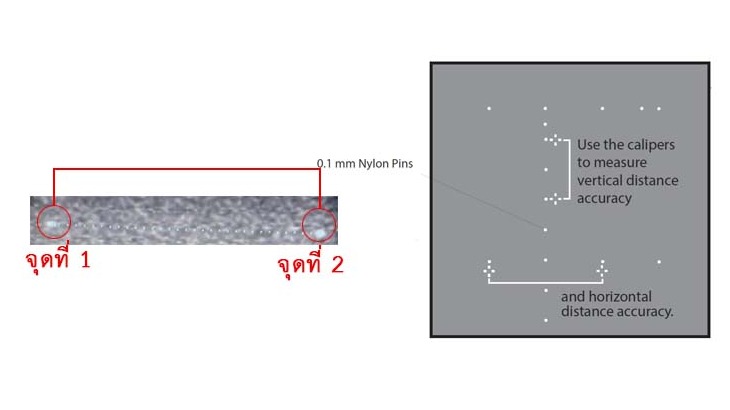 0.1 mm Nylon Pins
จุดที่ 1
จุดที่ 2
Use the calipers
to measure
vertical distance
accuracy
and horizontal
distance accuracy.